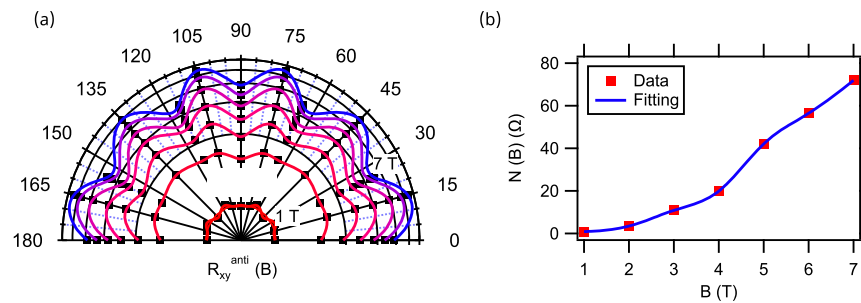 (a)
90
105
75
120
60
135
45
150
30
165
15
180
0
7 T
1 T
R_xy^anti (B)
(b)
N (B) (Ω)
80
60
40
20
0
Data
Fitting
1 2 3 4 5 6 7
B (T)